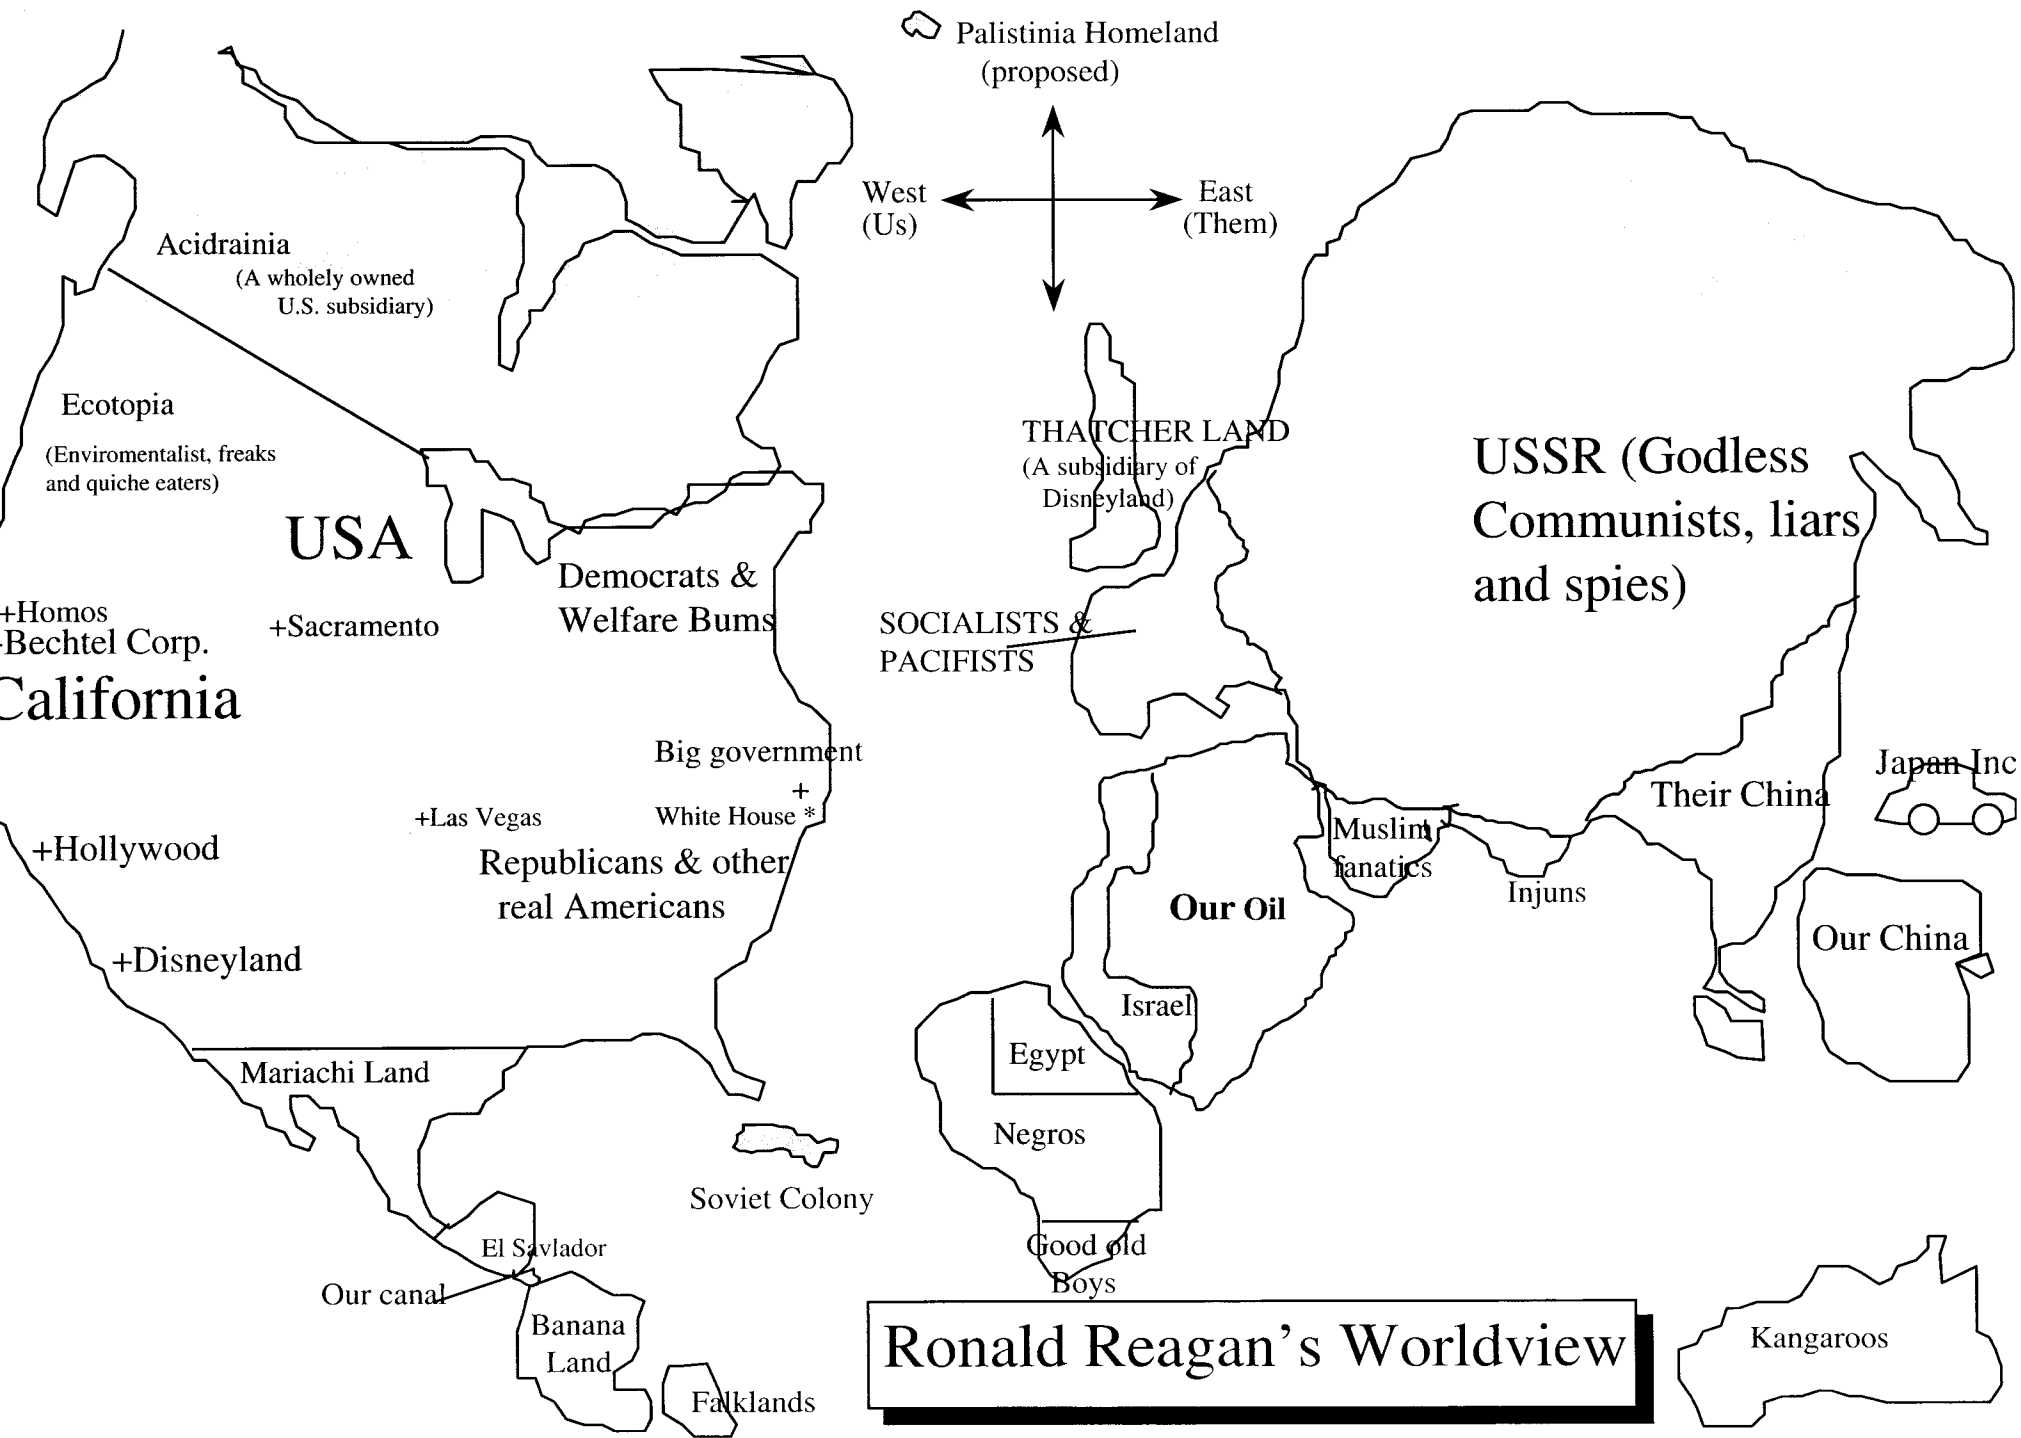 Palistinia Homeland
(proposed)
West
(Us)
East
(Them)
Acidrainia
(A wholely owned
U.S. subsidiary)
Ecotopia
(Enviromentalist, freaks
and quiche eaters)
USA
THATCHER LAND
(A subsidiary of
Disneyland)
USSR (Godless
Communists, liars
and spies)
Democrats &
Welfare Bums
+Homos
+Sacramento
-Bechtel Corp.
California
SOCIALISTS &
PACIFISTS
Big government
+
White House *
+Las Vegas
+Hollywood
Republicans & other
real Americans
+Disneyland
Their China
Japan Inc
Muslim
fanatics
Injuns
Our Oil
Our China
Israel
Egypt
Negros
Mariachi Land
Soviet Colony
El Savlador
Our canal
Good old
Boys
Banana
Land
Falklands
Ronald Reagan's Worldview
Kangaroos